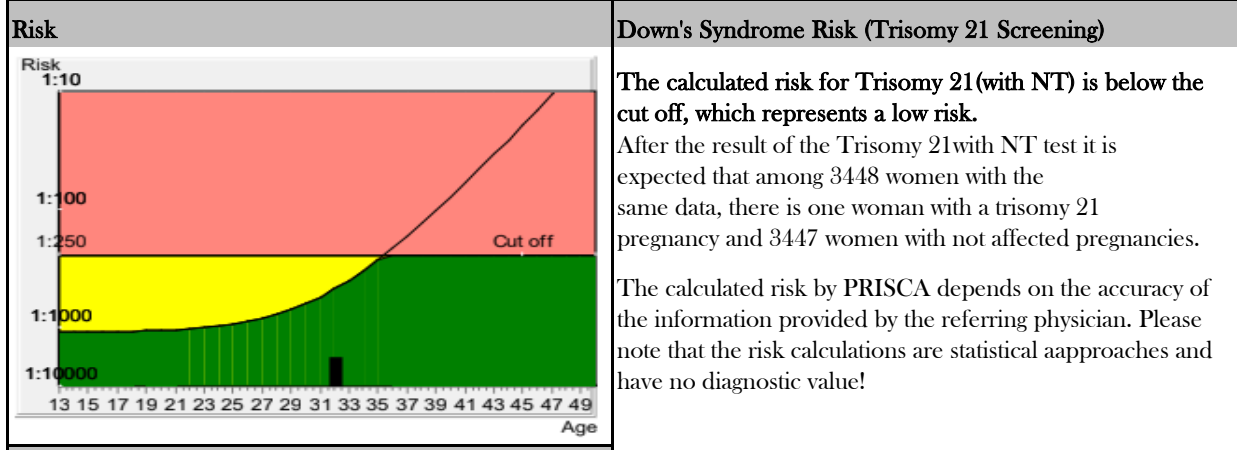 Risk
Risk
1:10
1:100
1:250
Cut off
1:1000
1:10000
13 15 17 19 21 23 25 27 29 31 33 35 37 39 41 43 45 47 49
Age
Down's Syndrome Risk (Trisomy 21 Screening)
The calculated risk for Trisomy 21(with NT) is below the
cut off, which represents a low risk.
After the result of the Trisomy 21with NT test it is
expected that among 3448 women with the
same data, there is one woman with a trisomy 21
pregnancy and 3447 women with not affected pregnancies.
The calculated risk by PRISCA depends on the accuracy of
the information provided by the referring physician. Please
note that the risk calculations are statistical aapproaches and
have no diagnostic value!